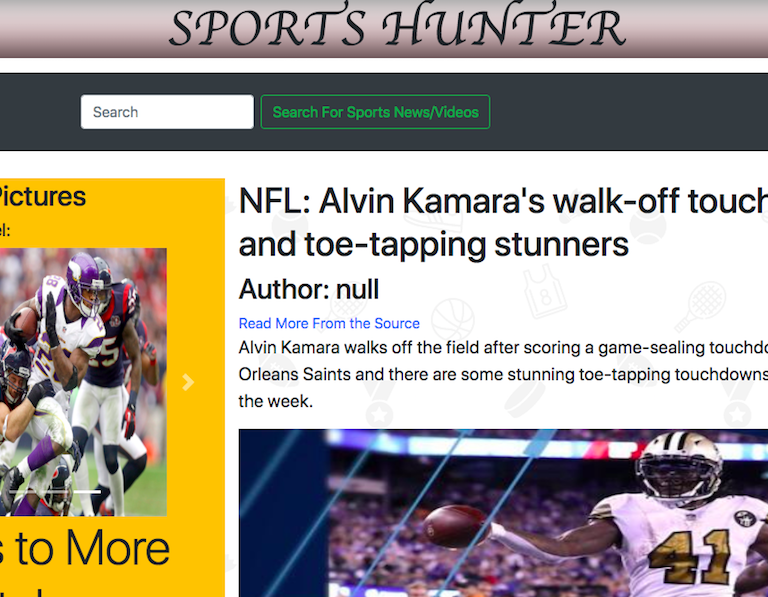 SPORTS HUNTER
Search
Search For Sports News/Videos
Pictures
NFL: Alvin Kamara's walk-off touch
and toe-tapping stunners
Author: null
Read More From the Source
Alvin Kamara walks off the field after scoring a game-sealing touchdo
Orleans Saints and there are some stunning toe-tapping touchdowns
the week.
41
to More